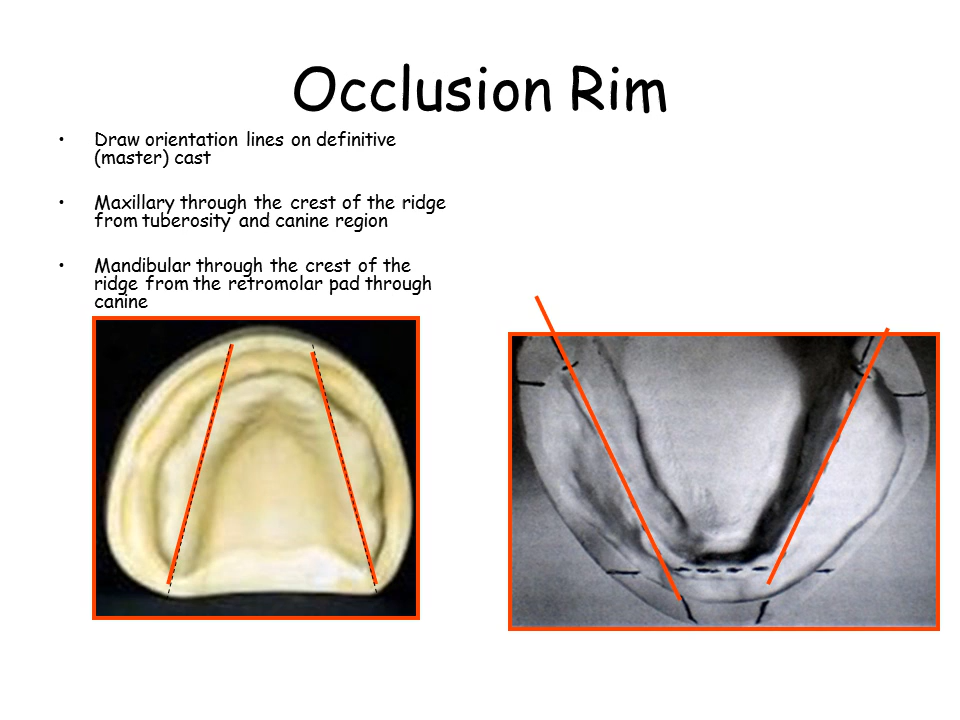 Occlusion Rim
• Draw orientation lines on definitive
(master) cast
• Maxillary through the crest of the ridge
from tuberosity and canine region
• Mandibular through the crest of the
ridge from the retromolar pad through
canine